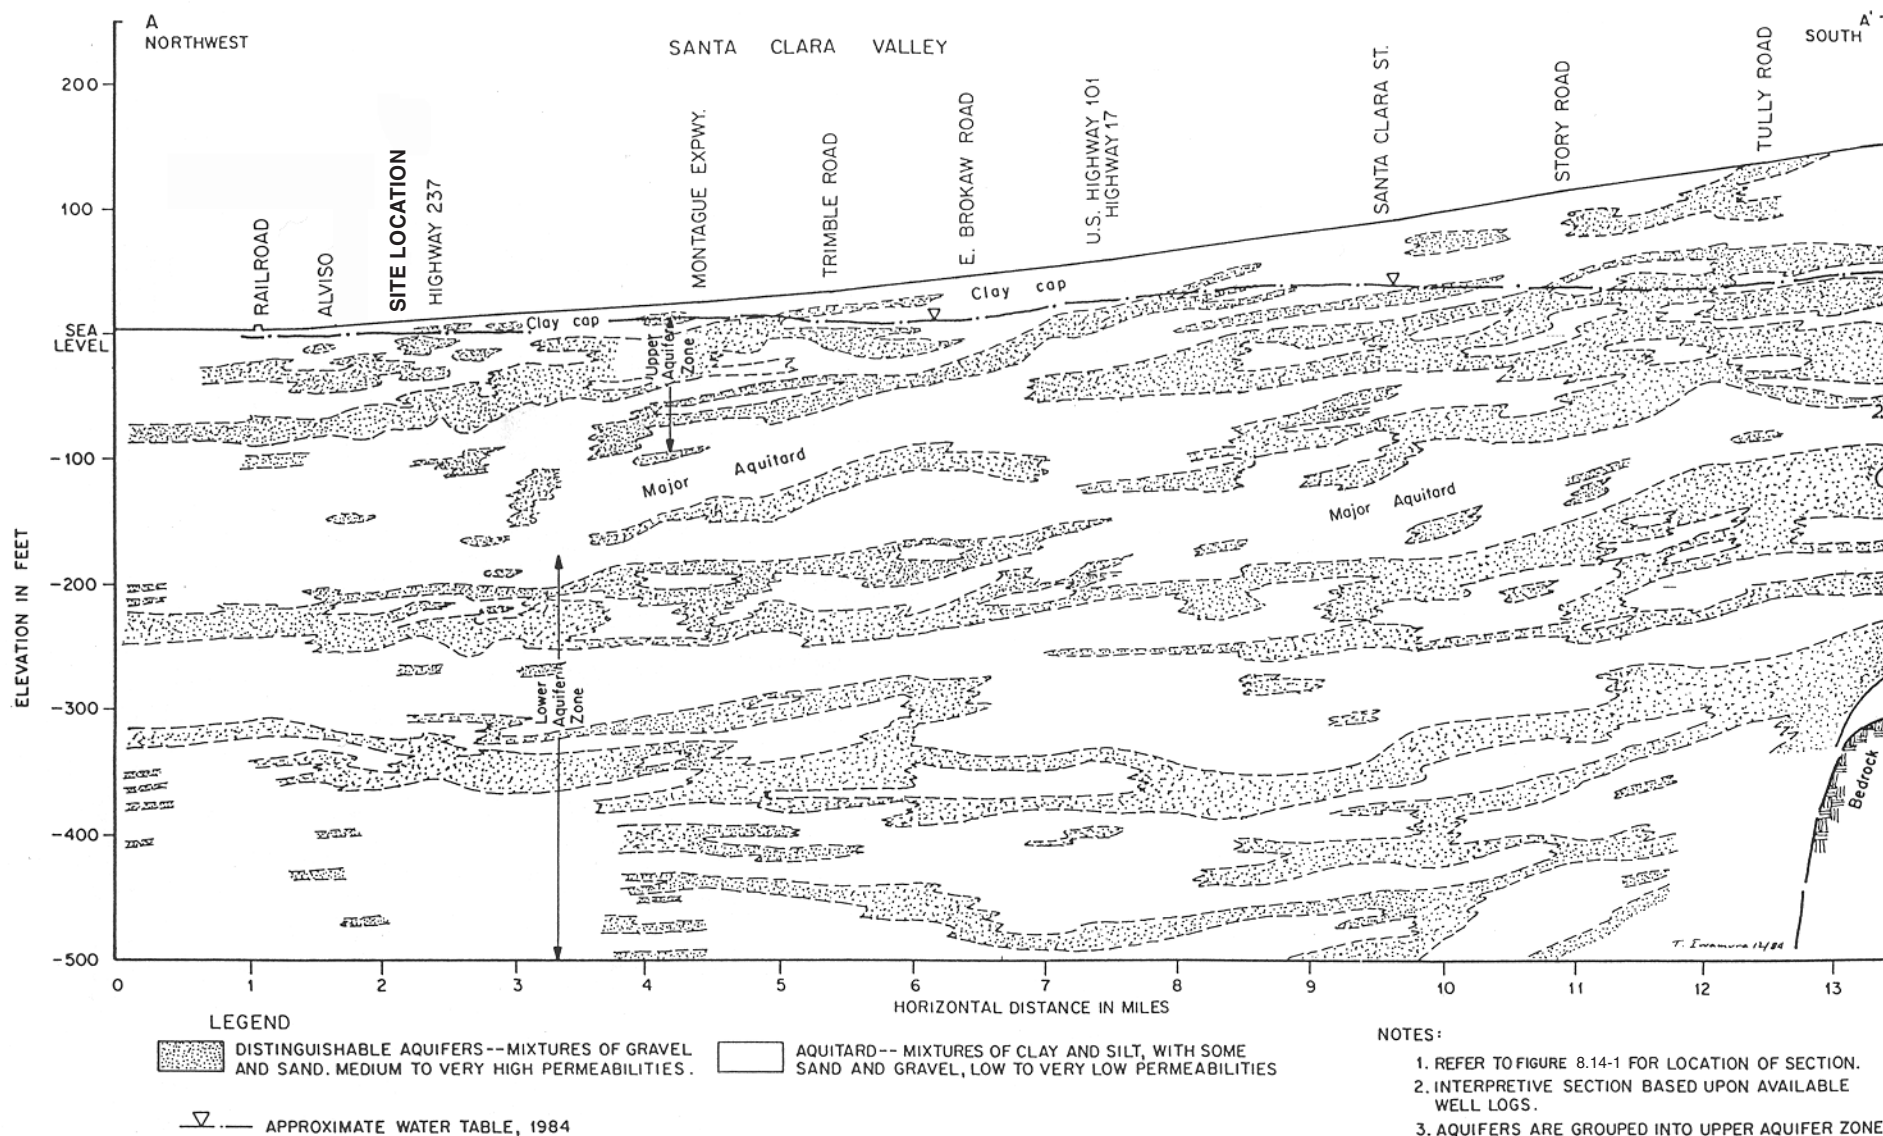 A
NORTHWEST
SANTA CLARA VALLEY
A'
SOUTH
200
100
SEA
LEVEL
-100
-200
-300
-400
-500
ELEVATION IN FEET
RAILROAD
ALVISO
SITE LOCATION
HIGHWAY 237
MONTAGUE EXPWY.
TRIMBLE ROAD
E. BROKAW ROAD
U.S. HIGHWAY 101
HIGHWAY 17
SANTA CLARA ST.
STORY ROAD
TULLY ROAD
Clay cap
Clay cap
Upper
Aquifer
Zone
Major Aquitard
Major Aquitard
2
Lower
Aquifer
Zone
Bedrock
T. Iwamura 12/84
0 1 2 3 4 5 6 7 8 9 10 11 12 13
HORIZONTAL DISTANCE IN MILES
LEGEND
DISTINGUISHABLE AQUIFERS--MIXTURES OF GRAVEL
AND SAND. MEDIUM TO VERY HIGH PERMEABILITIES.
AQUITARD-- MIXTURES OF CLAY AND SILT, WITH SOME
SAND AND GRAVEL, LOW TO VERY LOW PERMEABILITIES
APPROXIMATE WATER TABLE, 1984
NOTES:
1. REFER TO FIGURE 8.14-1 FOR LOCATION OF SECTION.
2. INTERPRETIVE SECTION BASED UPON AVAILABLE
WELL LOGS.
3. AQUIFERS ARE GROUPED INTO UPPER AQUIFER ZONE